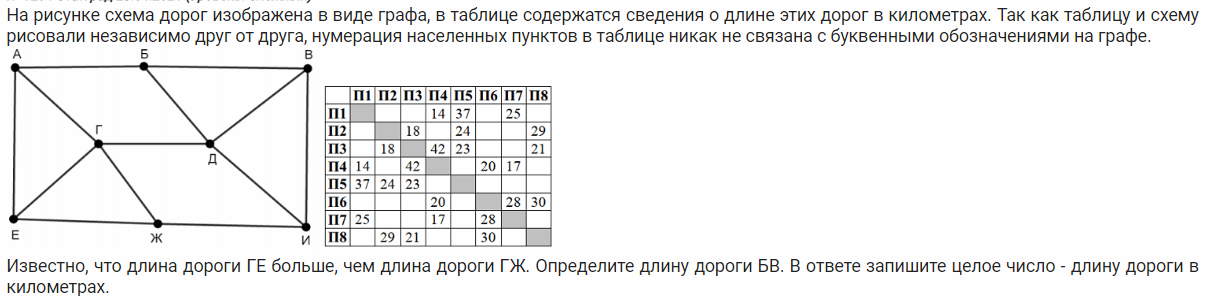 На рисунке схема дорог изображена в виде графа, в таблице содержатся сведения о длине этих дорог в километрах. Так как таблицу и схему
рисовали независимо друг от друга, нумерация населенных пунктов в таблице никак не связана с буквенными обозначениями на графе.
А Б В
Г Д
Е Ж И
П1 П2 П3 П4 П5 П6 П7 П8
П1 14 37 25
П2 18 24 29
П3 18 42 23 21
П4 14 42 20 17
П5 37 24 23
П6 20 28 30
П7 25 17 28
П8 29 21 30
Известно, что длина дороги ГЕ больше, чем длина дороги ГЖ. Определите длину дороги БВ. В ответе запишите целое число - длину дороги в
километрах.